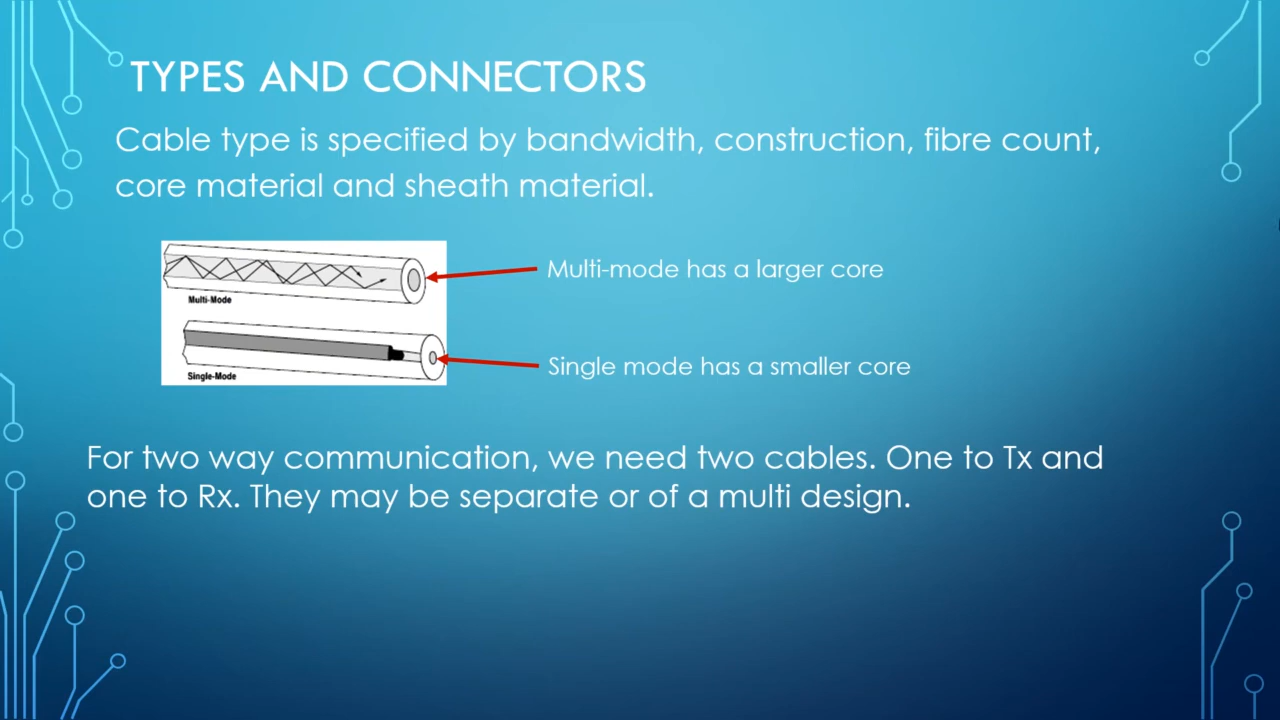 TYPES AND CONNECTORS
Cable type is specified by bandwidth, construction, fibre count,
core material and sheath material.
Multi-mode has a larger core
Multi-Mode
Single mode has a smaller core
Single-Mode
For two way communication, we need two cables. One to Tx and
one to Rx. They may be separate or of a multi design.